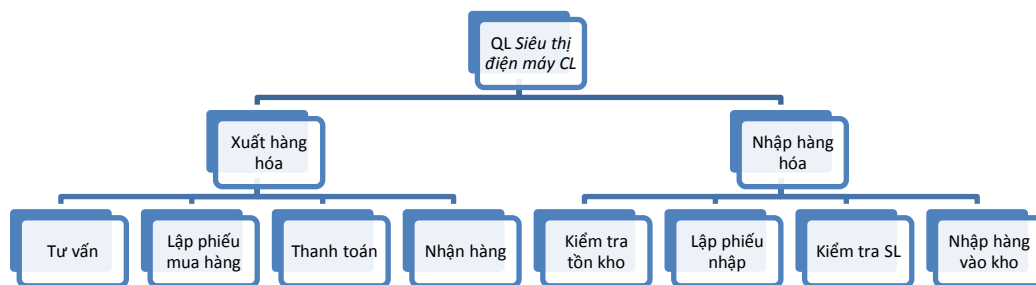 QL Siêu thị
điện máy CL
Xuất hàng
hóa
Nhập hàng
hóa
Tư vấn
Lập phiếu
mua hàng
Thanh toán
Nhận hàng
Kiểm tra
tồn kho
Lập phiếu
nhập
Kiểm tra SL
Nhập hàng
vào kho